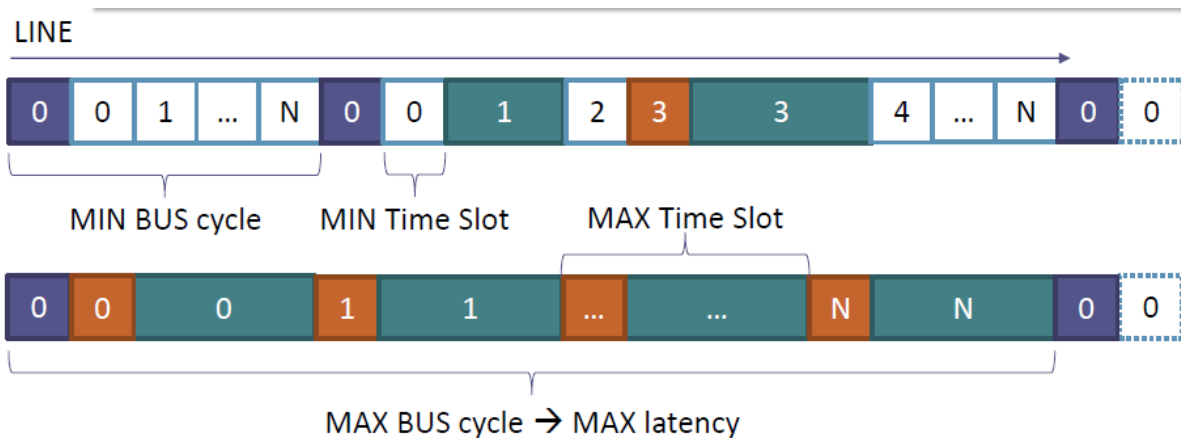 LINE
0 0 1 ... N 0 0 1 2 3 3 4 ... N 0 0
MIN BUS cycle MIN Time Slot MAX Time Slot
0 0 0 1 1 ... ... N N 0 0
MAX BUS cycle → MAX latency